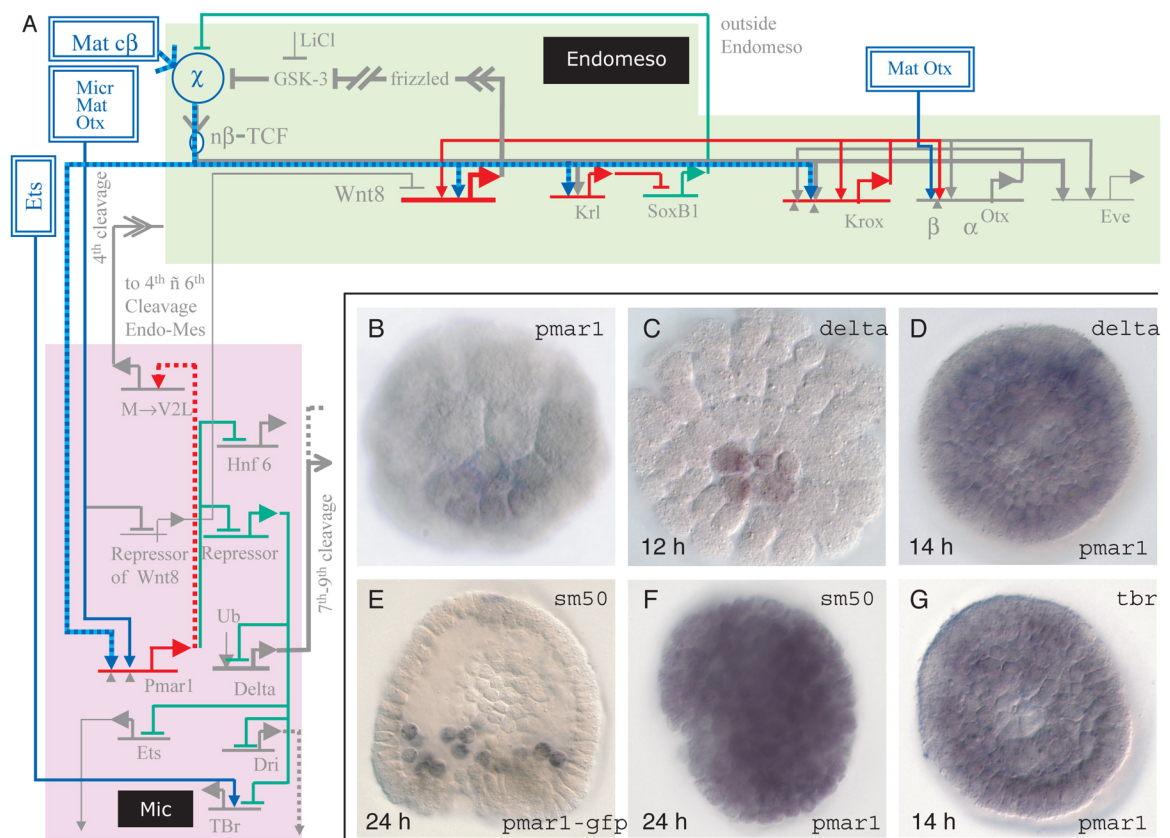 A
Mat cβ
χ
LiCl
GSK-3
frizzled
Endomeso
outside
Endomeso
Mat Otx
Micr
Mat
Otx
nβ-TCF
Ets
Wnt8
Krl
SoxB1
Krox
β
α
Otx
Eve
4th cleavage
to 4th ñ 6th
Cleavage
Endo-Mes
M→V2L
Hnf 6
Repressor
of Wnt8
Repressor
7th-9th cleavage
Ub
Pmar1
Delta
Ets
Dri
Mic
TBr
B
pmar1
C
delta
12 h
D
delta
14 h
pmar1
E
sm50
24 h
pmar1-gfp
F
sm50
24 h
pmar1
G
tbr
14 h
pmar1